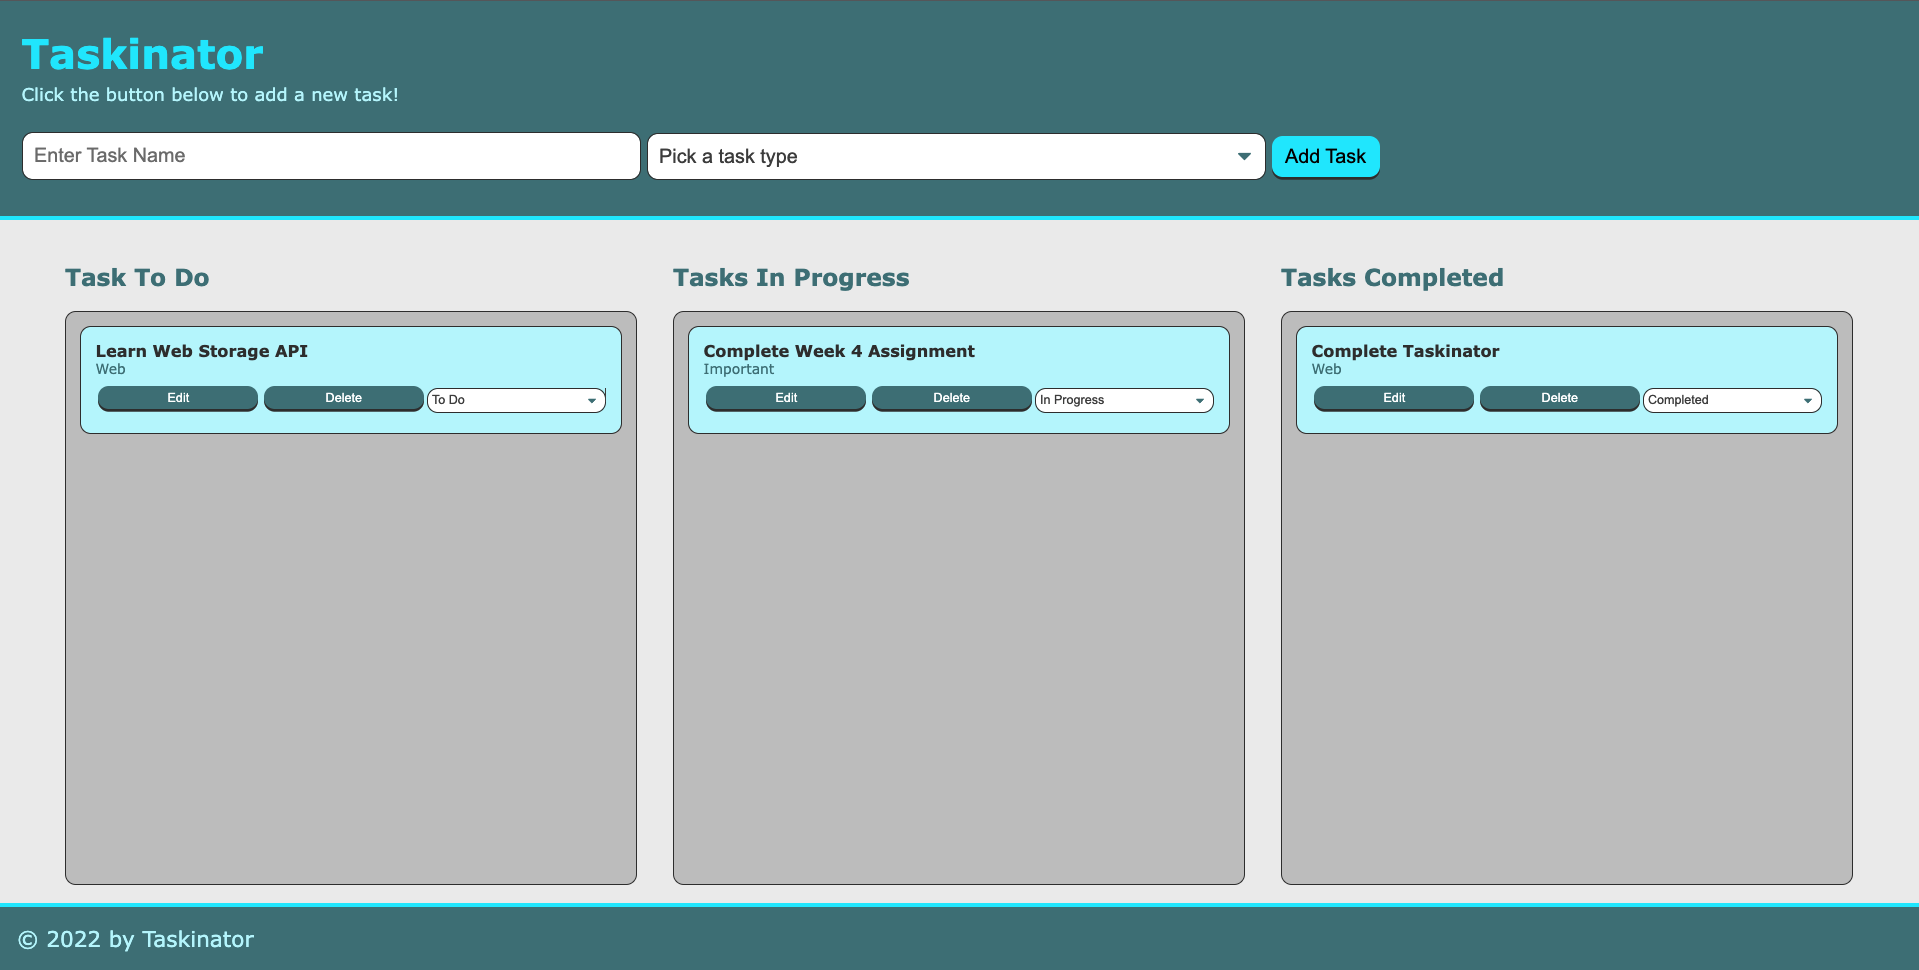 Taskinator
Click the button below to add a new task!
Enter Task Name
Pick a task type
Add Task
Task To Do
Learn Web Storage API
Web
Edit
Delete
To Do
Tasks In Progress
Complete Week 4 Assignment
Important
Edit
Delete
In Progress
Tasks Completed
Complete Taskinator
Web
Edit
Delete
Completed
© 2022 by Taskinator